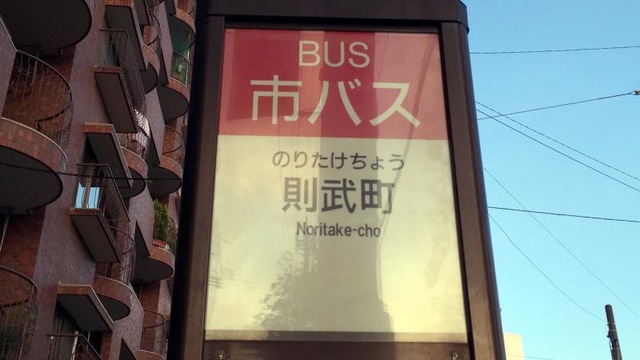 BUS
市バス
のりたけちょう
則武町
Noritake-cho